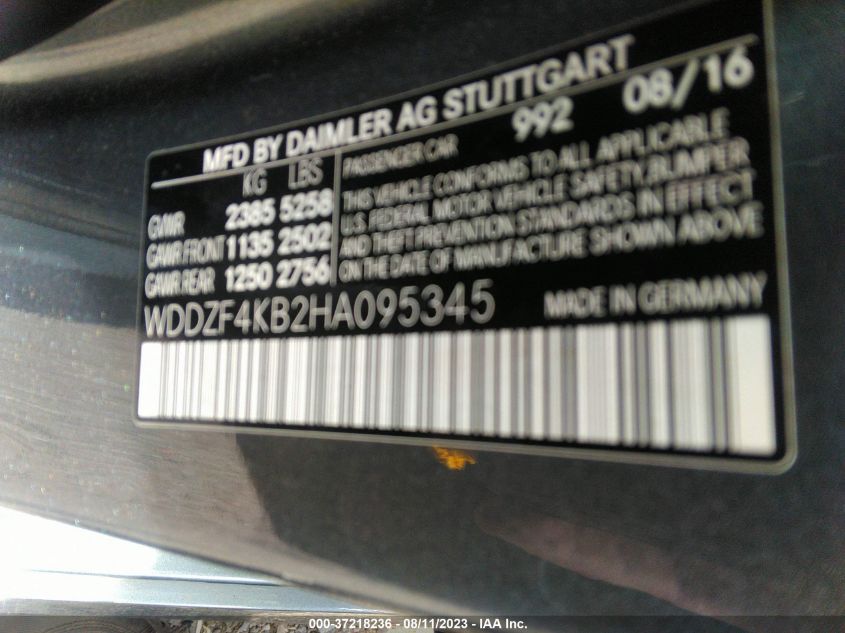 MFD BY DAIMLER AG STUTTGART
992 08/16
KG LBS
GVWR 2385 5258
GAWR FRONT 1135 2502
GAWR REAR 1250 2756
PASSENGER CAR
THIS VEHICLE CONFORMS TO ALL APPLICABLE
U.S. FEDERAL MOTOR VEHICLE SAFETY, BUMPER
AND THEFT PREVENTION STANDARDS IN EFFECT
ON THE DATE OF MANUFACTURE SHOWN ABOVE
WDDZF4KB2HA095345
MADE IN GERMANY
000-37218236 - 08/11/2023 - IAA Inc.